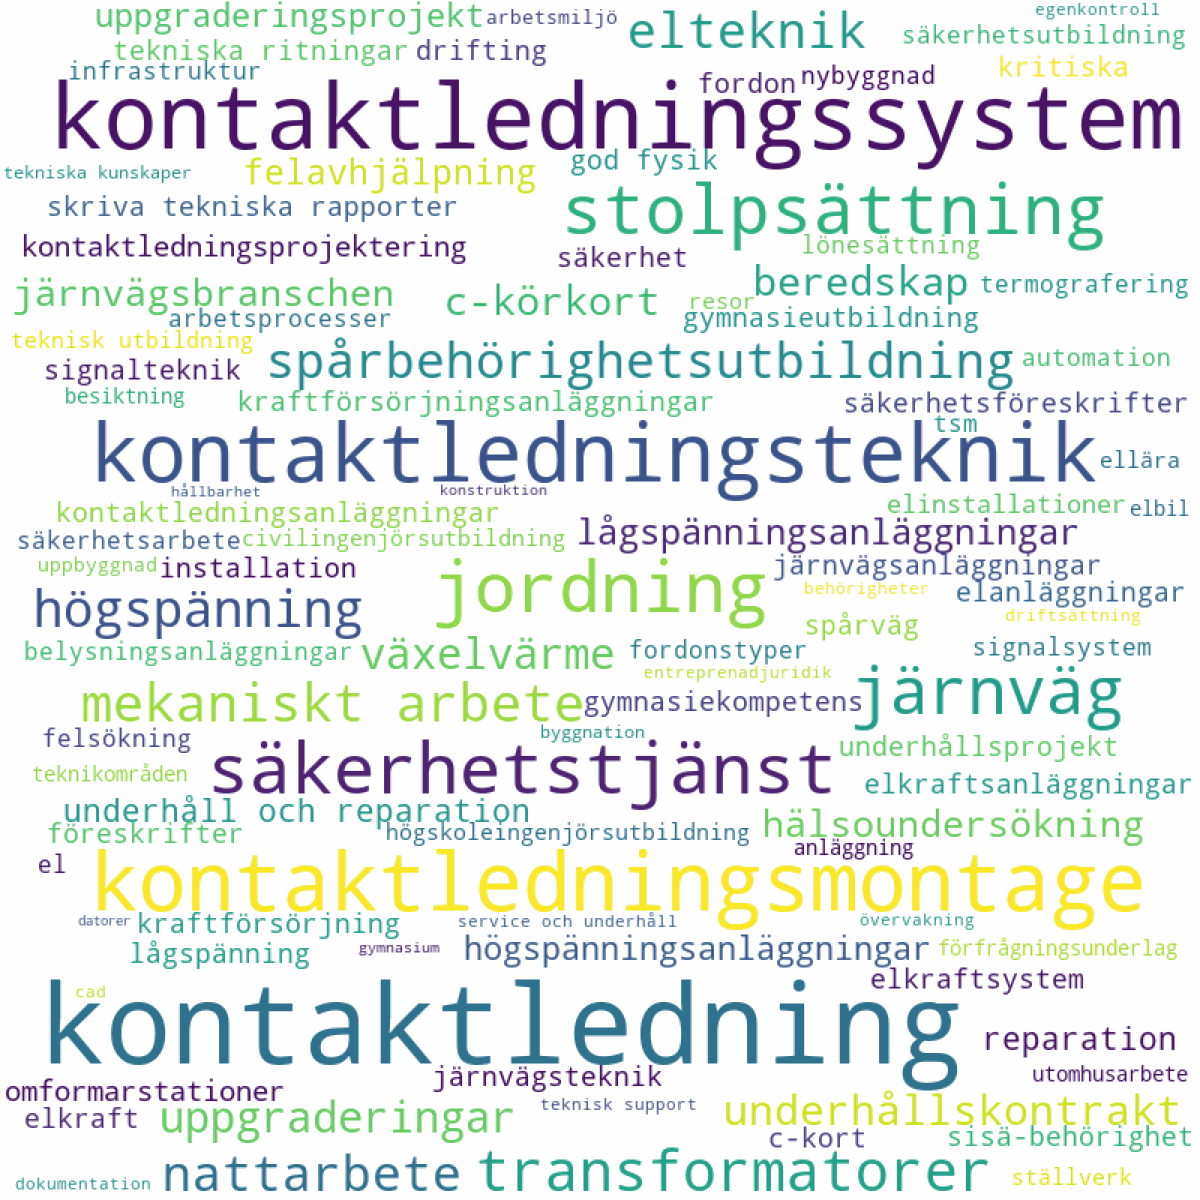 uppgraderingsprojekt arbetsmiljö egenkontroll
elteknik säkerhetsutbildning
tekniska ritningar drifting
infrastruktur fordon nybyggnad kritiska
kontaktledningssystem
tekniska kunskaper felavhjälpning god fysik
skriva tekniska rapporter stolpsättning
kontaktledningsprojektering säkerhet lönesättning
järnvägsbranschen c-körkort resor beredskap termografering
arbetsprocesser gymnasieutbildning
teknisk utbildning spårbehörighetsutbildning automation
signalteknik
besiktning kraftförsörjningsanläggningar säkerhetsföreskrifter
tsm
kontaktledningsteknik ellära
hållbarhet konstruktion
kontaktledningsanläggningar elinstallationer elbil
säkerhetsarbete civilingenjörsutbildning lågspänningsanläggningar
uppbyggnad installation jordning järnvägsanläggningar
högspänning behörigheter elanläggningar
spårväg driftsättning
belysningsanläggningar växelvärme fordonstyper signalsystem
entreprenadjuridik
mekaniskt arbete gymnasiekompetens järnväg
felsökning byggnation underhållsprojekt
teknikområden säkerhetstjänst elkraftsanläggningar
underhåll och reparation
föreskrifter högskoleingenjörsutbildning hälsoundersökning
el anläggning
kontaktledningsmontage
datorer kraftförsörjning service och underhåll övervakning
lågspänning gymnasium högspänningsanläggningar förfrågningsunderlag
cad elkraftsystem
kontaktledning reparation
omformarstationer järnvägsteknik utomhusarbete
elkraft uppgraderingar teknisk support underhållskontrakt
c-kort sisä-behörighet
dokumentation nattarbete transformatorer ställverk